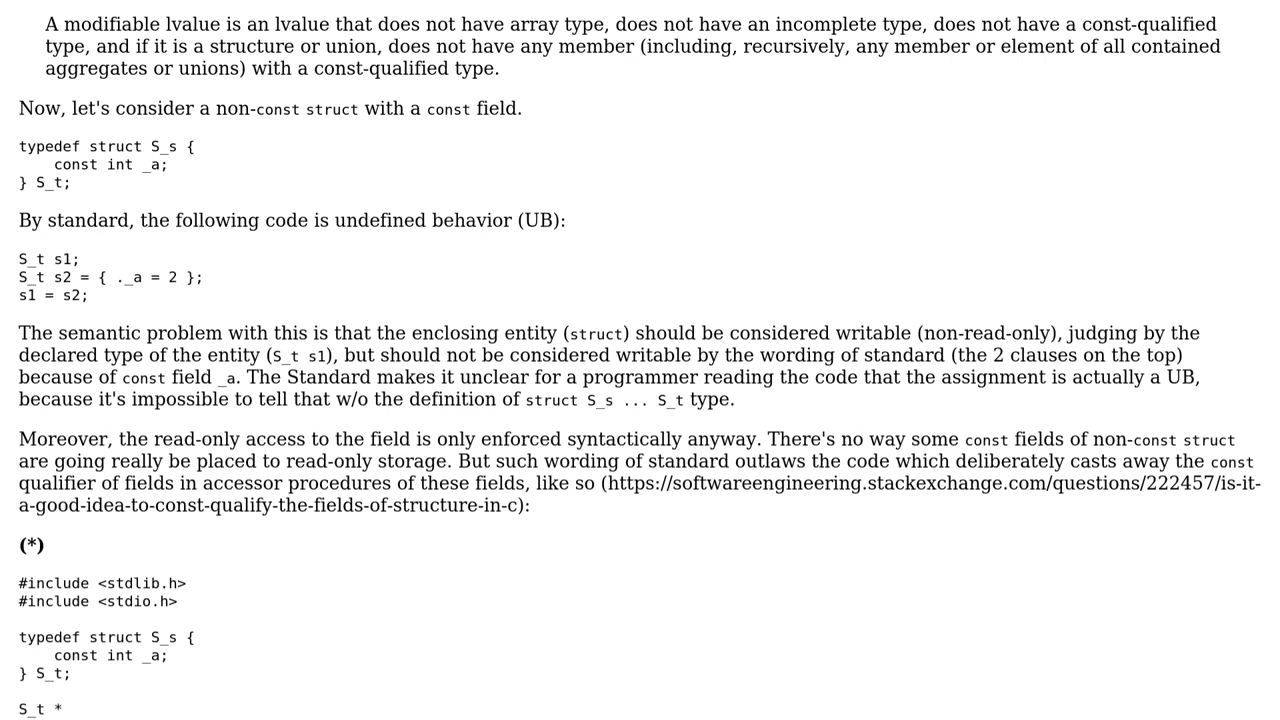 A modifiable lvalue is an lvalue that does not have array type, does not have an incomplete type, does not have a const-qualified
type, and if it is a structure or union, does not have any member (including, recursively, any member or element of all contained
aggregates or unions) with a const-qualified type.
Now, let's consider a non-const struct with a const field.
typedef struct S_s {
    const int _a;
} S_t;
By standard, the following code is undefined behavior (UB):
S_t s1;
S_t s2 = { ._a = 2 };
s1 = s2;
The semantic problem with this is that the enclosing entity (struct) should be considered writable (non-read-only), judging by the
declared type of the entity (S_t s1), but should not be considered writable by the wording of standard (the 2 clauses on the top)
because of const field _a. The Standard makes it unclear for a programmer reading the code that the assignment is actually a UB,
because it's impossible to tell that w/o the definition of struct S_s ... S_t type.
Moreover, the read-only access to the field is only enforced syntactically anyway. There's no way some const fields of non-const struct
are going really be placed to read-only storage. But such wording of standard outlaws the code which deliberately casts away the const
qualifier of fields in accessor procedures of these fields, like so (https://softwareengineering.stackexchange.com/questions/222457/is-it-
a-good-idea-to-const-qualify-the-fields-of-structure-in-c):
(*)
#include <stdlib.h>
#include <stdio.h>
typedef struct S_s {
    const int _a;
} S_t;
S_t *